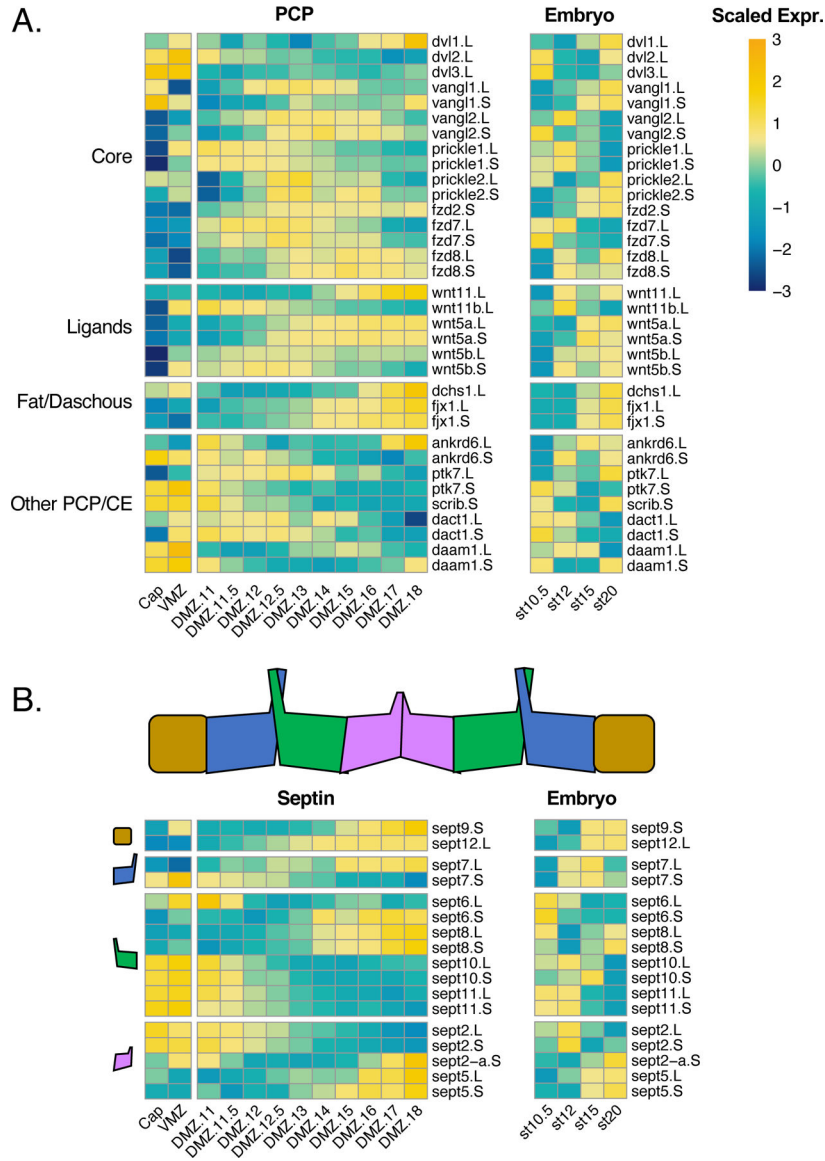 A.
PCP
Embryo
Scaled Expr.
Core
dvl1.L
dvl2.L
dvl3.L
vangl1.L
vangl1.S
vangl2.L
vangl2.S
prickle1.L
prickle1.S
prickle2.L
prickle2.S
fzd2.S
fzd7.L
fzd7.S
fzd8.L
fzd8.S
dvl1.L
dvl2.L
dvl3.L
vangl1.L
vangl1.S
vangl2.L
vangl2.S
prickle1.L
prickle1.S
prickle2.L
prickle2.S
fzd2.S
fzd7.L
fzd7.S
fzd8.L
fzd8.S
3
2
1
0
−1
−2
−3
Ligands
wnt11.L
wnt11b.L
wnt5a.L
wnt5a.S
wnt5b.L
wnt5b.S
wnt11.L
wnt11b.L
wnt5a.L
wnt5a.S
wnt5b.L
wnt5b.S
Fat/Daschous
dchs1.L
fjx1.L
fjx1.S
dchs1.L
fjx1.L
fjx1.S
Other PCP/CE
ankrd6.L
ankrd6.S
ptk7.L
ptk7.S
scrib.S
dact1.L
dact1.S
daam1.L
daam1.S
ankrd6.L
ankrd6.S
ptk7.L
ptk7.S
scrib.S
dact1.L
dact1.S
daam1.L
daam1.S
Cap
VMZ
DMZ.11
DMZ.11.5
DMZ.12
DMZ.12.5
DMZ.13
DMZ.14
DMZ.15
DMZ.16
DMZ.17
DMZ.18
st10.5
st12
st15
st20
B.
Septin
Embryo
sept9.S
sept12.L
sept9.S
sept12.L
sept7.L
sept7.S
sept7.L
sept7.S
sept6.L
sept6.S
sept8.L
sept8.S
sept10.L
sept10.S
sept11.L
sept11.S
sept6.L
sept6.S
sept8.L
sept8.S
sept10.L
sept10.S
sept11.L
sept11.S
sept2.L
sept2.S
sept2−a.S
sept5.L
sept5.S
sept2.L
sept2.S
sept2−a.S
sept5.L
sept5.S
Cap
VMZ
DMZ.11
DMZ.11.5
DMZ.12
DMZ.12.5
DMZ.13
DMZ.14
DMZ.15
DMZ.16
DMZ.17
DMZ.18
st10.5
st12
st15
st20